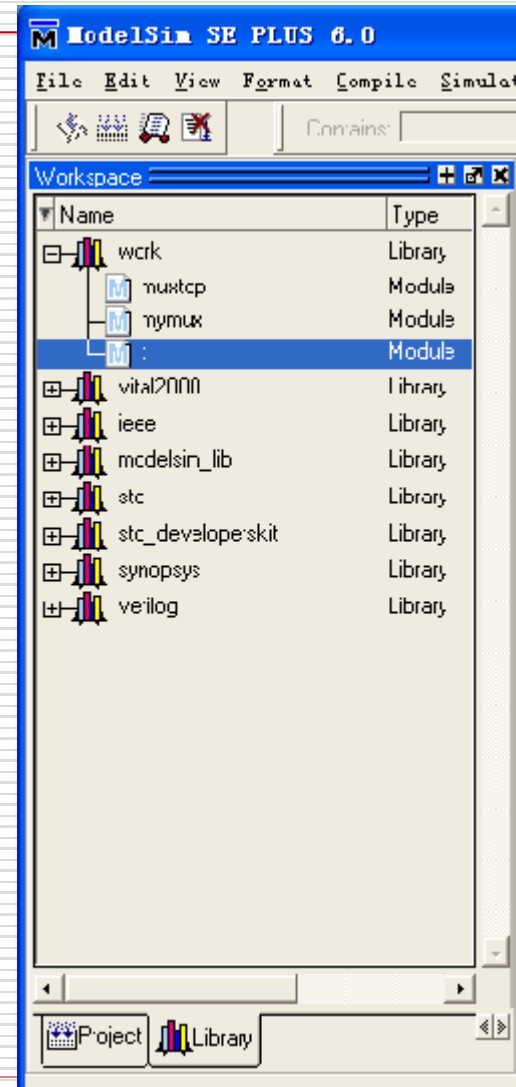 ModelSim SE PLUS 6.0
File Edit View Format Compile Simulat
Contains:
Workspace
Name Type
work Library
muxtop Module
mymux Module
Module
vital2000 Library
ieee Library
modelsim_lib Library
std Library
std_developerskit Library
synopsys Library
verilog Library
Project Library